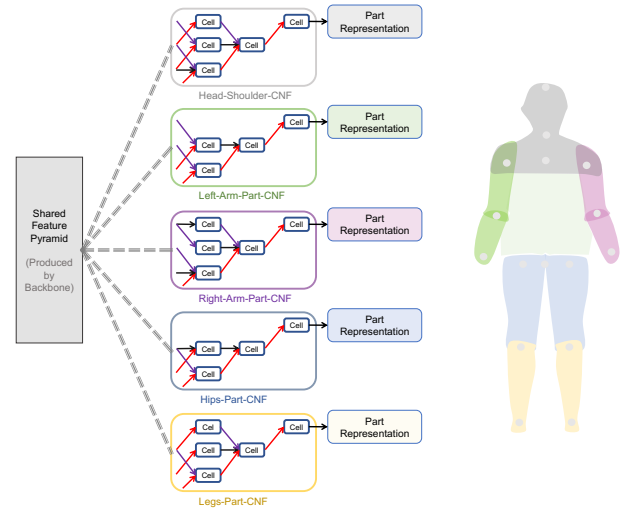 Cell
Cell
Cell
Cell
Cell
Part
Representation
Head-Shoulder-CNF
Cell
Cell
Cell
Cell
Part
Representation
Left-Arm-Part-CNF
Shared
Feature
Pyramid
(Produced
by
Backbone)
Cell
Cell
Cell
Cell
Cell
Part
Representation
Right-Arm-Part-CNF
Cell
Cell
Cell
Cell
Part
Representation
Hips-Part-CNF
Cell
Cell
Cell
Cell
Cell
Part
Representation
Legs-Part-CNF